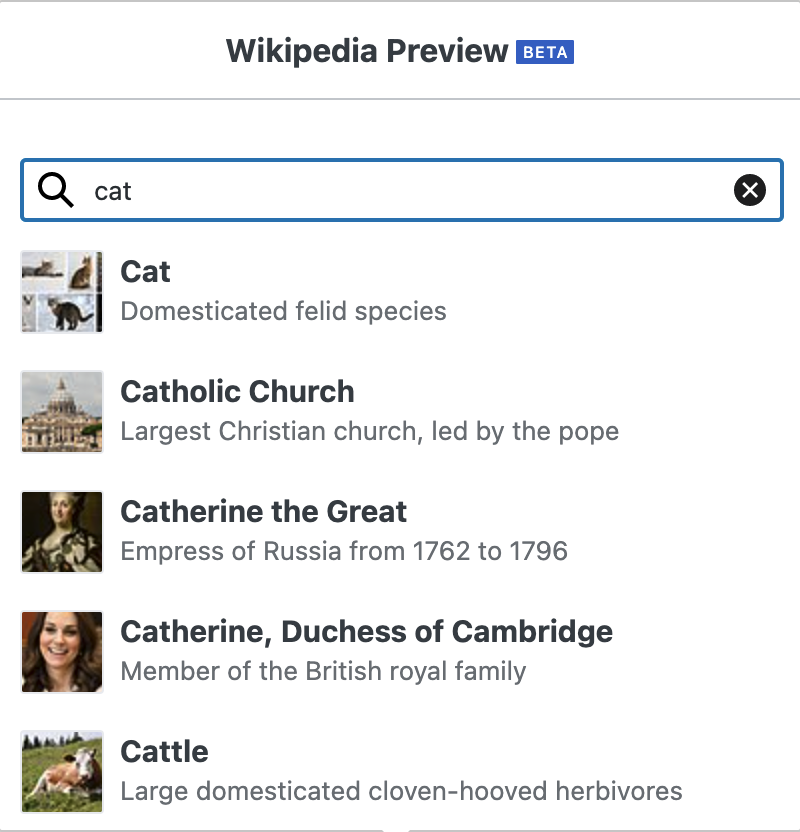 Wikipedia Preview BETA
cat
Cat
Domesticated felid species
Catholic Church
Largest Christian church, led by the pope
Catherine the Great
Empress of Russia from 1762 to 1796
Catherine, Duchess of Cambridge
Member of the British royal family
Cattle
Large domesticated cloven-hooved herbivores